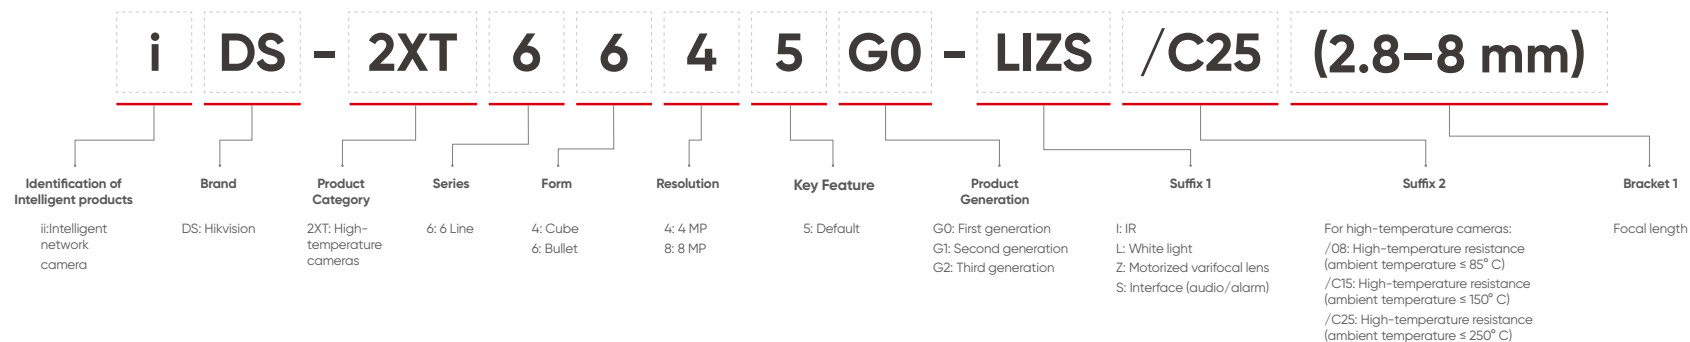 i DS - 2XT 6 6 4 5 G0 - LIZS /C25 (2.8–8 mm)
Identification of
Intelligent products
ii:Intelligent
network
camera
Brand
DS: Hikvision
Product
Category
2XT: High-
temperature
cameras
Series
6: 6 Line
Form
4: Cube
6: Bullet
Resolution
4: 4 MP
8: 8 MP
Key Feature
5: Default
Product
Generation
G0: First generation
G1: Second generation
G2: Third generation
Suffix 1
I: IR
L: White light
Z: Motorized varifocal lens
S: Interface (audio/alarm)
Suffix 2
For high-temperature cameras:
/08: High-temperature resistance
(ambient temperature ≤ 85° C)
/C15: High-temperature resistance
(ambient temperature ≤ 150° C)
/C25: High-temperature resistance
(ambient temperature ≤ 250° C)
Bracket 1
Focal length